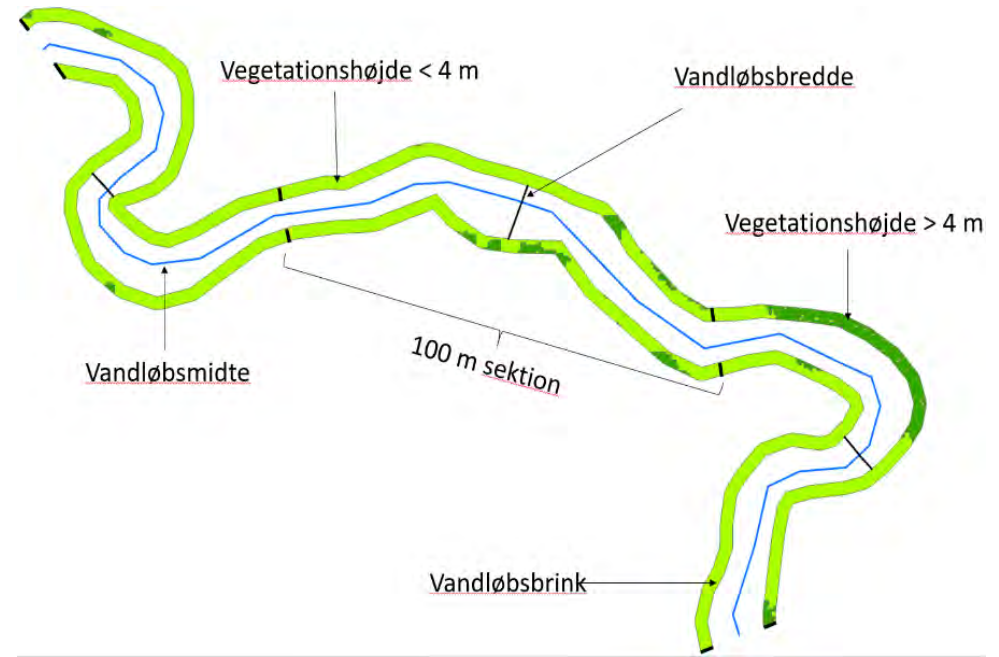 Vegetationshøjde < 4 m
Vandløbsbredde
Vegetationshøjde > 4 m
100 m sektion
Vandløbsmidte
Vandløbsbrink